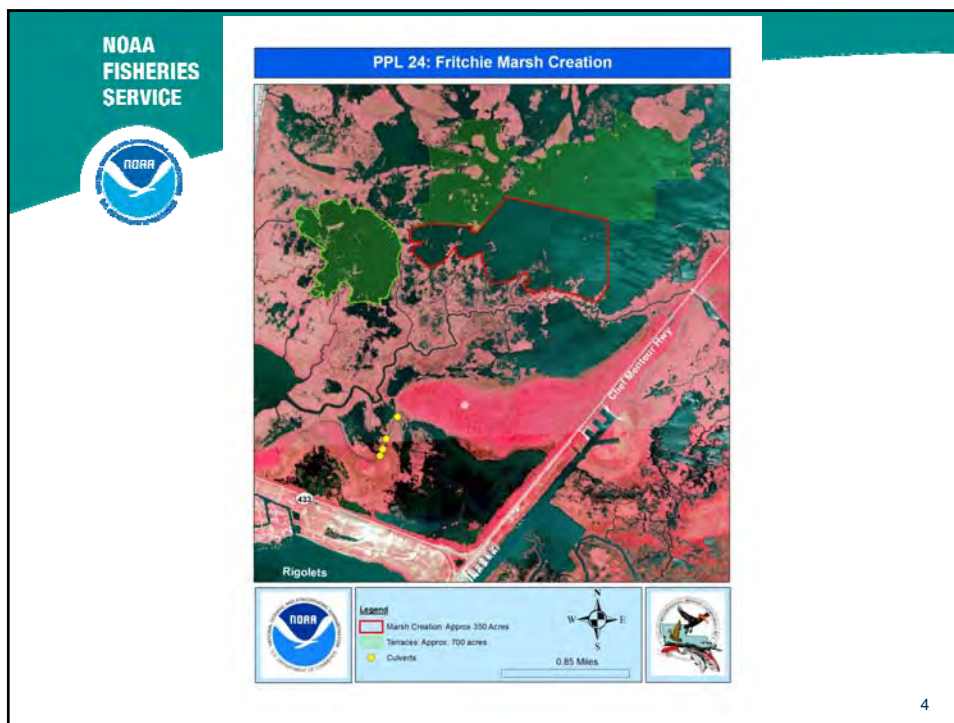 NOAA
FISHERIES
SERVICE
NOAA
PPL 24: Fritchie Marsh Creation
Chef Menteur Hwy
433
Rigolets
NOAA
Legend
Marsh Creation: Approx 350 Acres
Terraces: Approx. 700 acres
Culverts
N
W
E
S
0.85 Miles
4